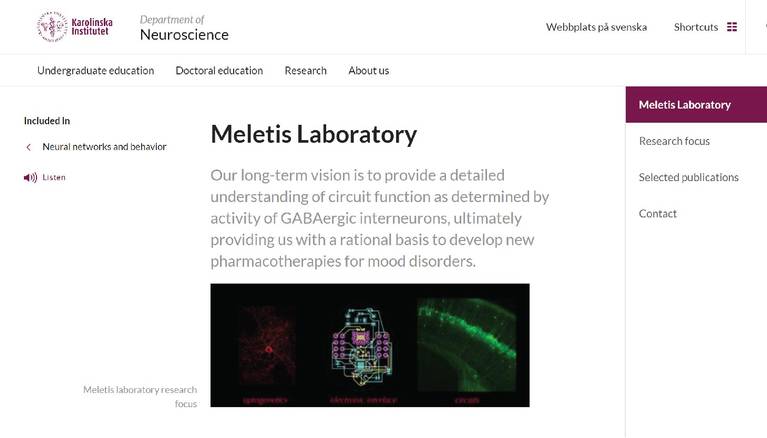 Karolinska
Institutet
Department of
Neuroscience
Webbplats på svenska
Shortcuts
Undergraduate education
Doctoral education
Research
About us
Included in
Neural networks and behavior
Listen
Meletis Laboratory
Our long-term vision is to provide a detailed
understanding of circuit function as determined by
activity of GABAergic interneurons, ultimately
providing us with a rational basis to develop new
pharmacotherapies for mood disorders.
optogenetics
electronic interface
circuits
Meletis laboratory research
focus
Meletis Laboratory
Research focus
Selected publications
Contact